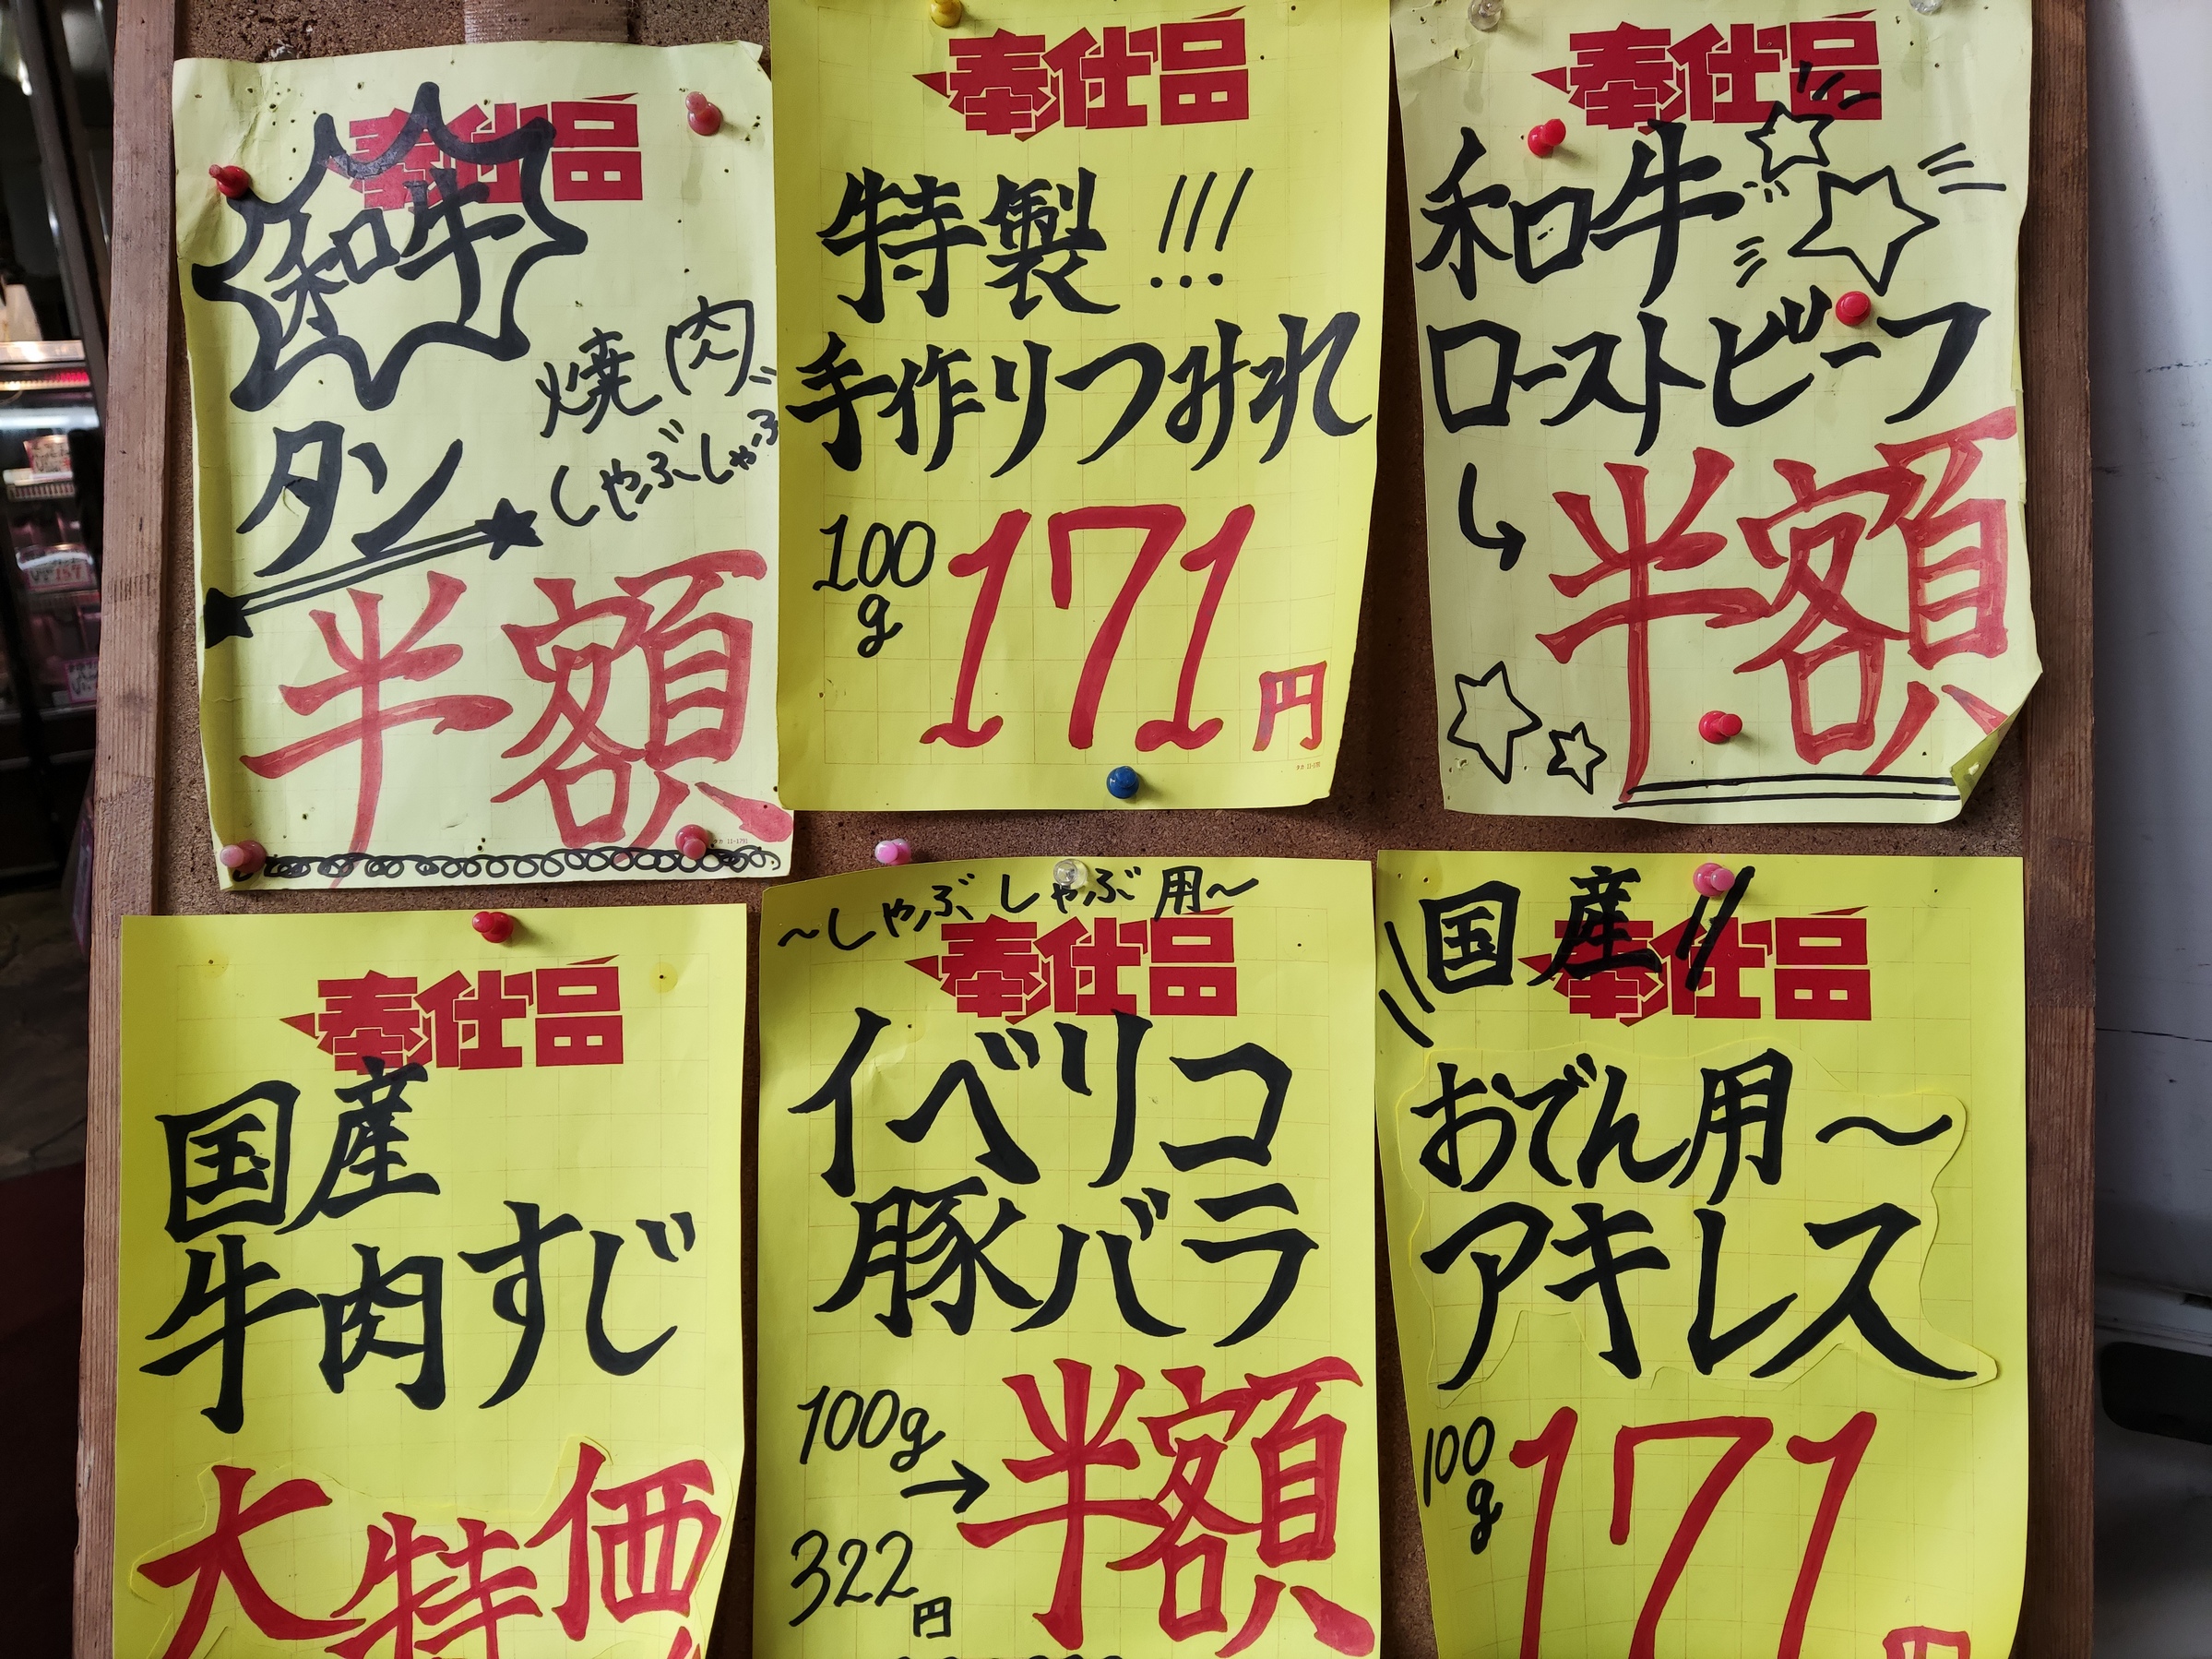 奉仕品
和牛
タン
焼肉
しゃぶしゃぶ
半額
奉仕品
特製!!!
手作りつみれ
100g
171円
奉仕品
和牛
ローストビーフ
半額
奉仕品
国産
牛肉すじ
大特価
～しゃぶしゃぶ用～
奉仕品
イベリコ
豚バラ
100g
322円
半額
国産
奉仕品
おでん用～
アキレス
100g
171円